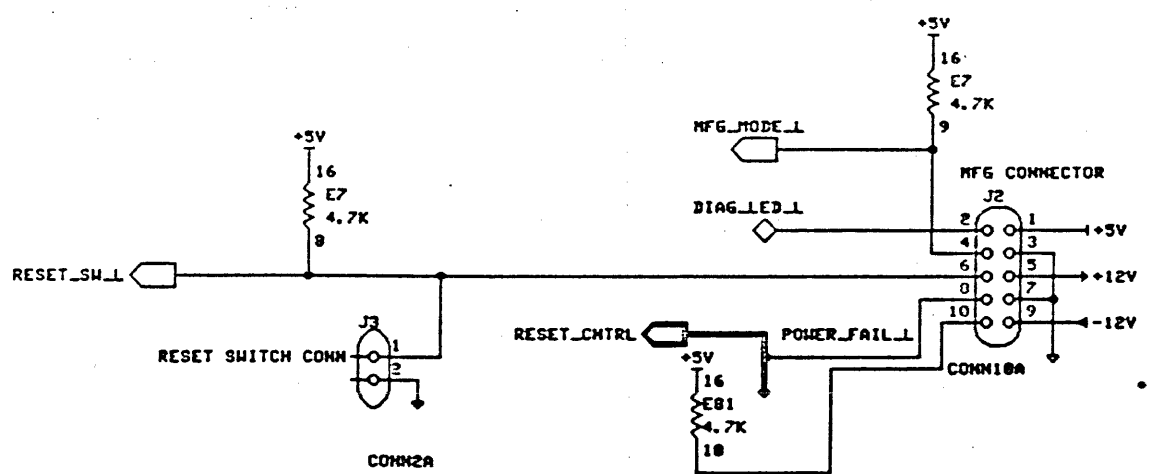 +5V
16
E7
4.7K
9
MFG_MODE_L
+5V
16
E7
4.7K
8
MFG CONNECTOR
J2
DIAG_LED_L
2 1 +5V
4 3
RESET_SW_L
6 5 +12V
8 7
10 9 -12V
J3
RESET SWITCH CONN
1
2
RESET_CNTRL
POWER_FAIL_L
+5V
16
E81
4.7K
10
CONN10A
CONN2A